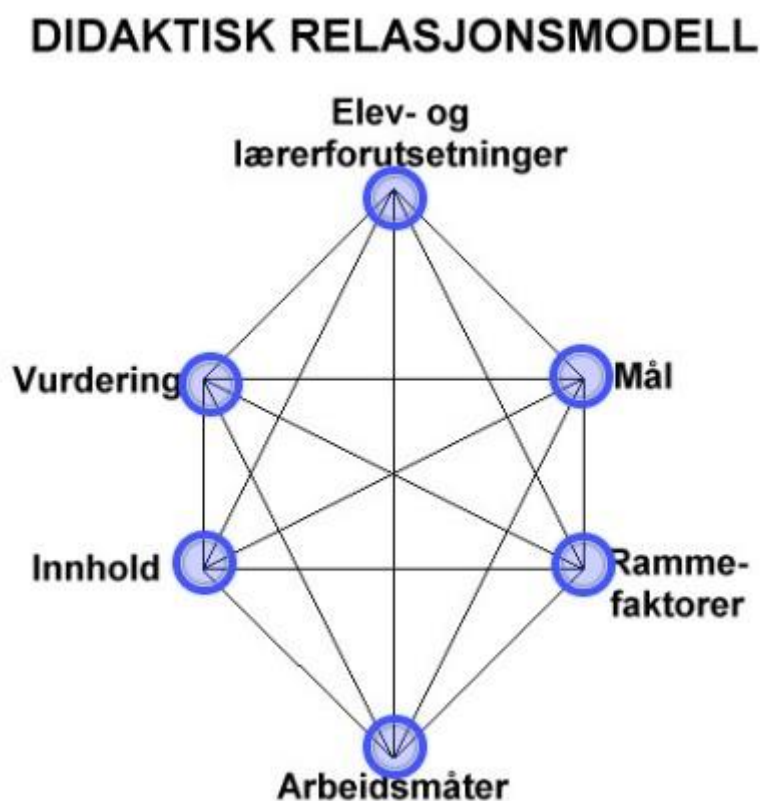 DIDAKTISK RELASJONSMODELL
Elev- og
lærerforutsetninger
Vurdering
Mål
Innhold
Ramme-
faktorer
Arbeidsmåter